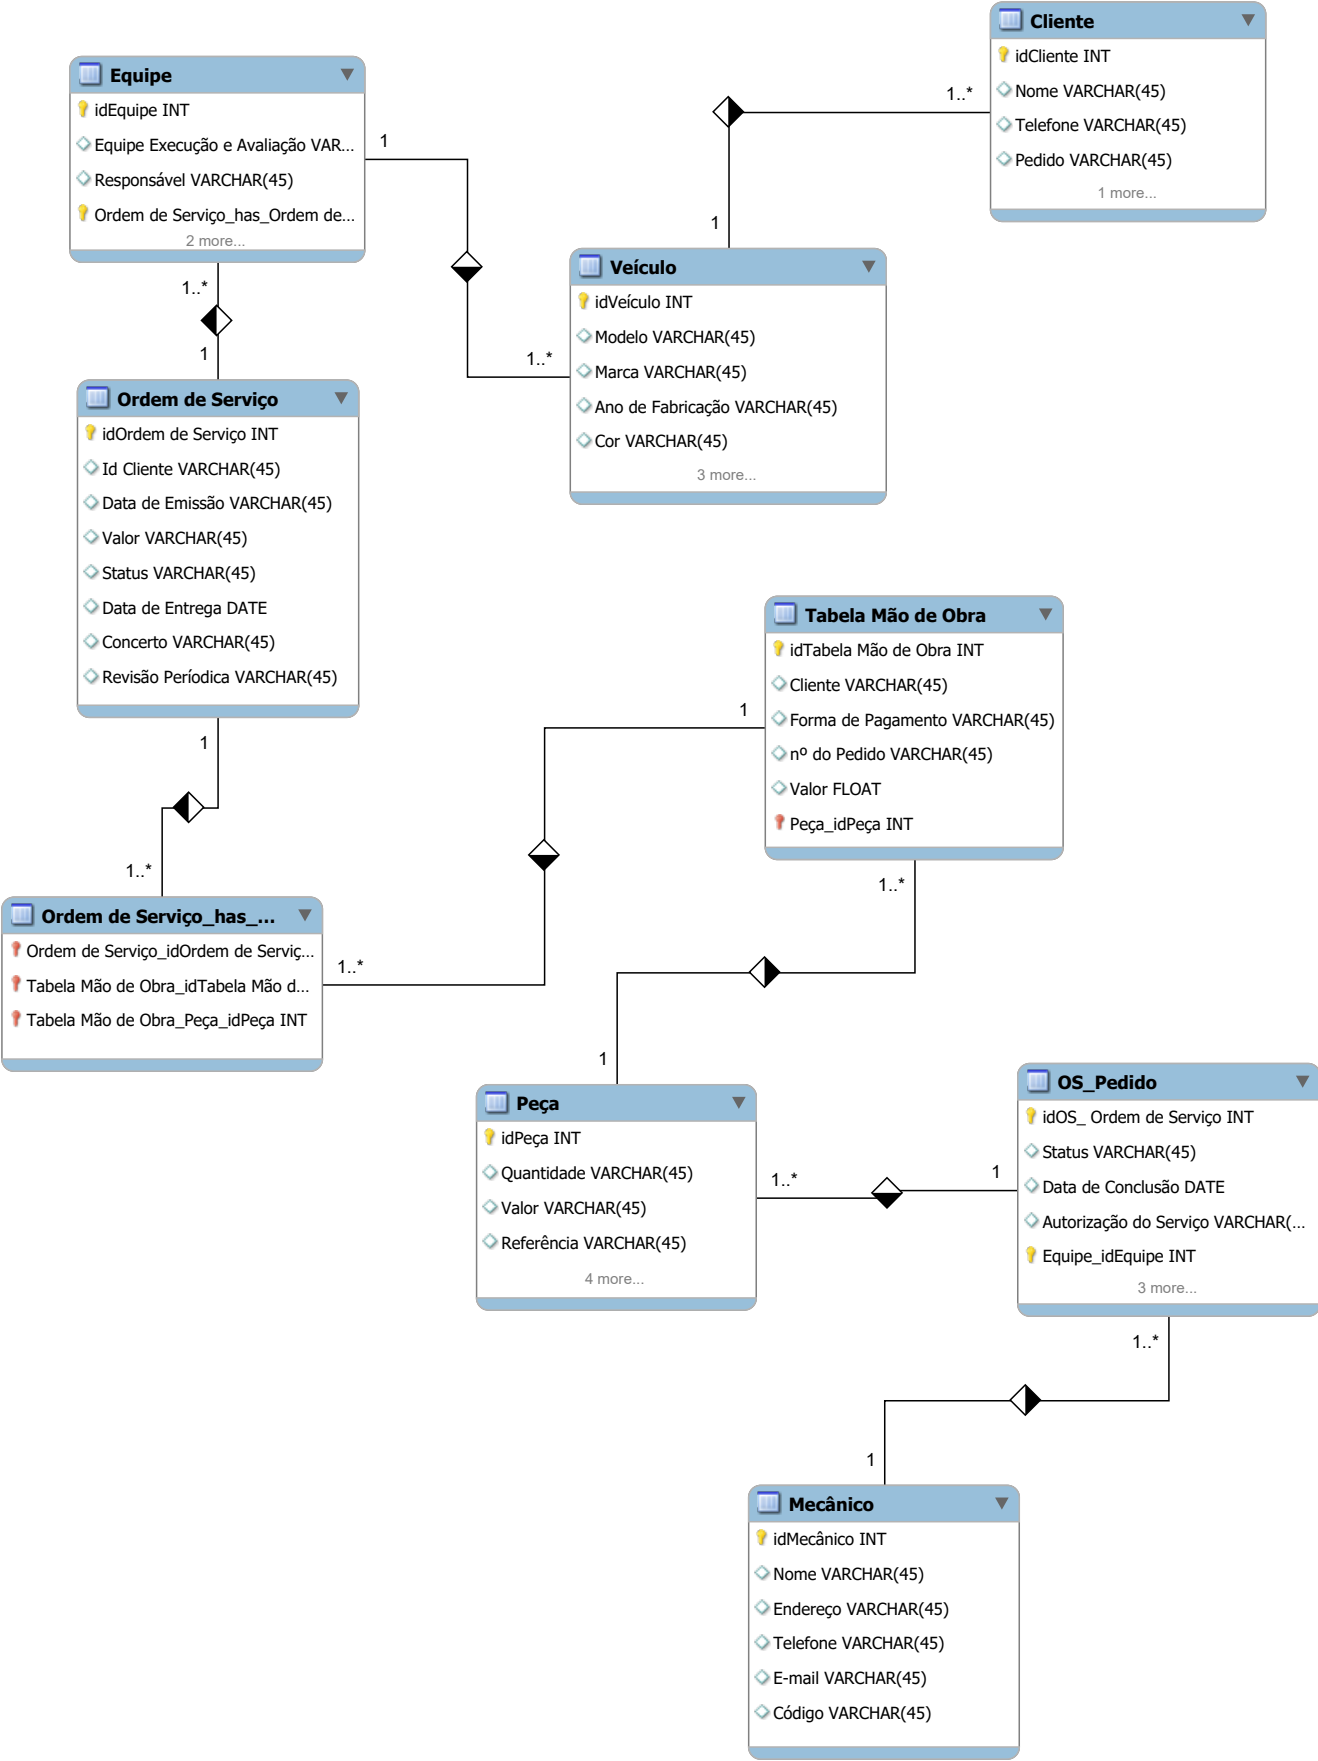 Cliente
idCliente INT
Nome VARCHAR(45)
Telefone VARCHAR(45)
Pedido VARCHAR(45)
1 more...
1..*
1
Equipe
idEquipe INT
Equipe Execução e Avaliação VAR...
Responsável VARCHAR(45)
Ordem de Serviço_has_Ordem de...
2 more...
1
1..*
1..*
1
Veículo
idVeículo INT
Modelo VARCHAR(45)
Marca VARCHAR(45)
Ano de Fabricação VARCHAR(45)
Cor VARCHAR(45)
3 more...
Ordem de Serviço
idOrdem de Serviço INT
Id Cliente VARCHAR(45)
Data de Emissão VARCHAR(45)
Valor VARCHAR(45)
Status VARCHAR(45)
Data de Entrega DATE
Concerto VARCHAR(45)
Revisão Períodica VARCHAR(45)
1
1..*
Tabela Mão de Obra
idTabela Mão de Obra INT
Cliente VARCHAR(45)
Forma de Pagamento VARCHAR(45)
nº do Pedido VARCHAR(45)
Valor FLOAT
Peça_idPeça INT
1
1..*
Ordem de Serviço_has_...
Ordem de Serviço_idOrdem de Serviç...
Tabela Mão de Obra_idTabela Mão d...
Tabela Mão de Obra_Peça_idPeça INT
1..*
1
Peça
idPeça INT
Quantidade VARCHAR(45)
Valor VARCHAR(45)
Referência VARCHAR(45)
4 more...
1..*
1
OS_Pedido
idOS_ Ordem de Serviço INT
Status VARCHAR(45)
Data de Conclusão DATE
Autorização do Serviço VARCHAR(...
Equipe_idEquipe INT
3 more...
1..*
1
Mecânico
idMecânico INT
Nome VARCHAR(45)
Endereço VARCHAR(45)
Telefone VARCHAR(45)
E-mail VARCHAR(45)
Código VARCHAR(45)